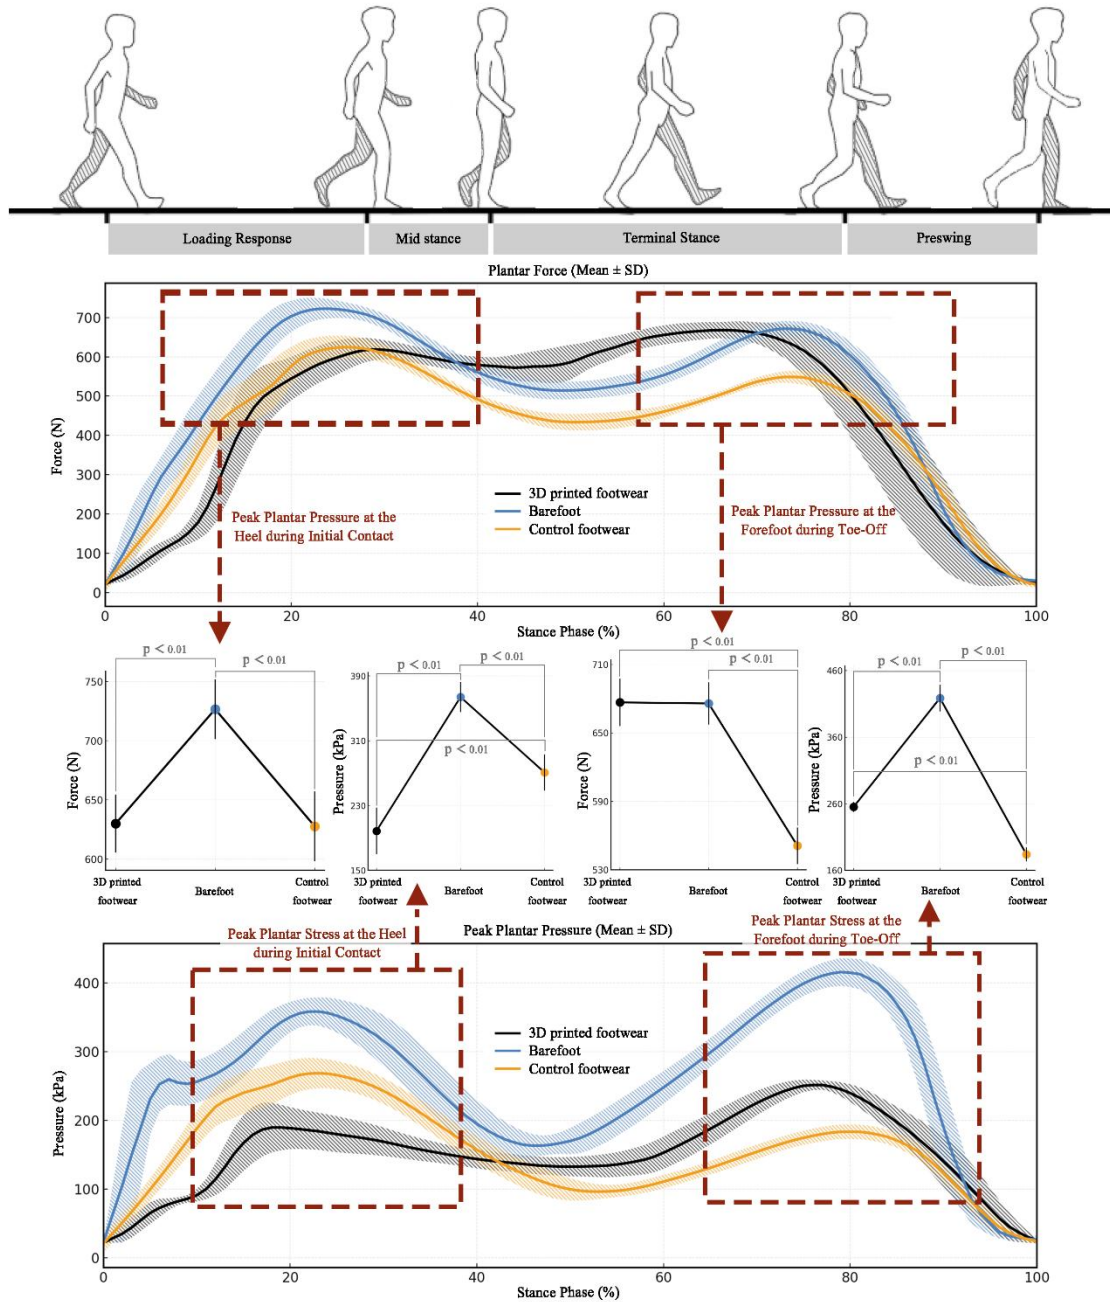 Loading Response Mid stance Terminal Stance Preswing
Plantar Force (Mean ± SD)
Force (N)
700
600
500
400
300
200
100
0
3D printed footwear
Barefoot
Control footwear
Peak Plantar Pressure at the
Heel during Initial Contact
Peak Plantar Pressure at the
Forefoot during Toe-Off
0 20 40 60 80 100
Stance Phase (%)
p < 0.01
p < 0.01
Force (N)
750
700
650
600
3D printed
footwear
Barefoot
Control
footwear
p < 0.01
p < 0.01
p < 0.01
Pressure (kPa)
390
310
230
150
3D printed
footwear
Barefoot
Control
footwear
p < 0.01
p < 0.01
Force (N)
710
650
590
530
3D printed
footwear
Barefoot
Control
footwear
p < 0.01
p < 0.01
p < 0.01
Pressure (kPa)
460
360
260
160
3D printed
footwear
Barefoot
Control
footwear
Peak Plantar Stress at the Heel
during Initial Contact
Peak Plantar Pressure (Mean ± SD)
Peak Plantar Stress at the
Forefoot during Toe-Off
Pressure (kPa)
400
300
200
100
0
3D printed footwear
Barefoot
Control footwear
0 20 40 60 80 100
Stance Phase (%)